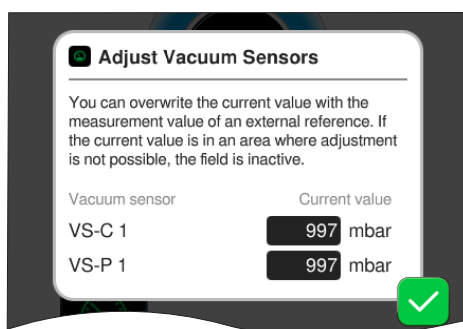 Adjust Vacuum Sensors
You can overwrite the current value with the
measurement value of an external reference. If
the current value is in an area where adjustment
is not possible, the field is inactive.
Vacuum sensor Current value
VS-C 1 997 mbar
VS-P 1 997 mbar